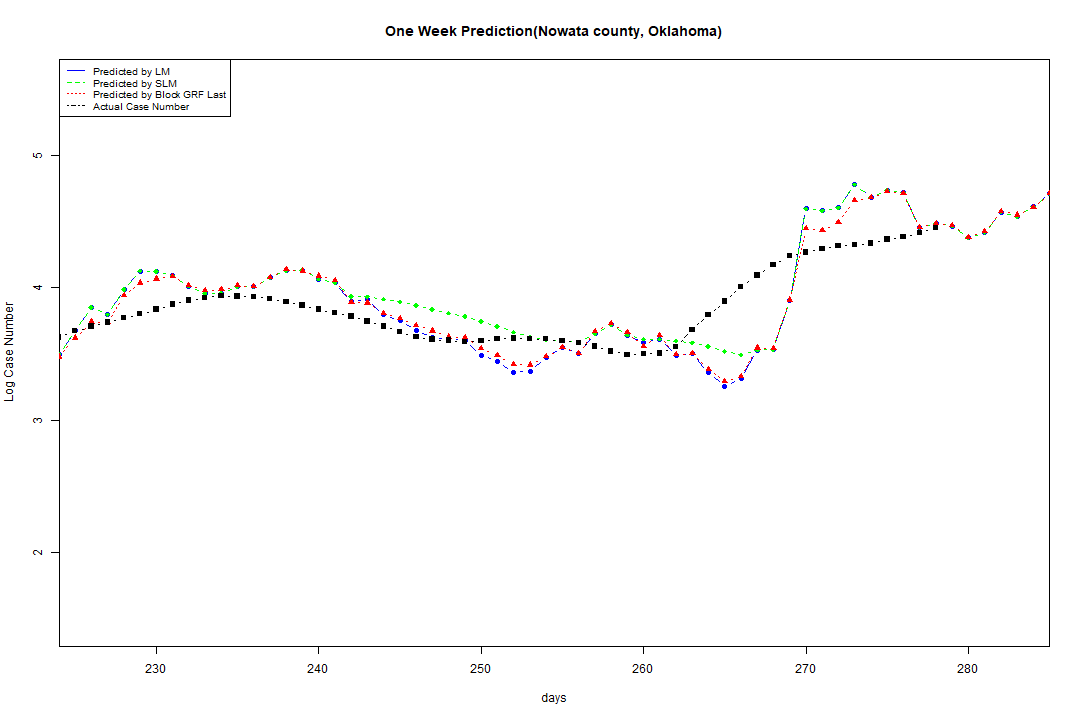 One Week Prediction(Nowata county, Oklahoma)
Predicted by LM
Predicted by SLM
Predicted by Block GRF Last
Actual Case Number
5
4
3
2
Log Case Number
230 240 250 260 270 280
days